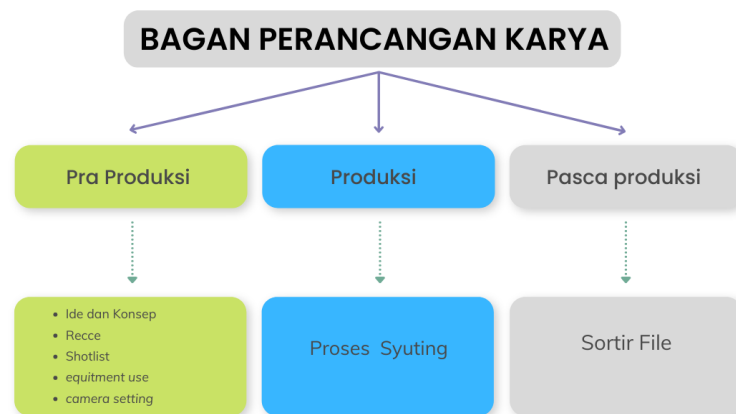 BAGAN PERANCANGAN KARYA
Pra Produksi
Produksi
Pasca produksi
Ide dan Konsep
Recce
Shotlist
equitment use
camera setting
Proses Syuting
Sortir File